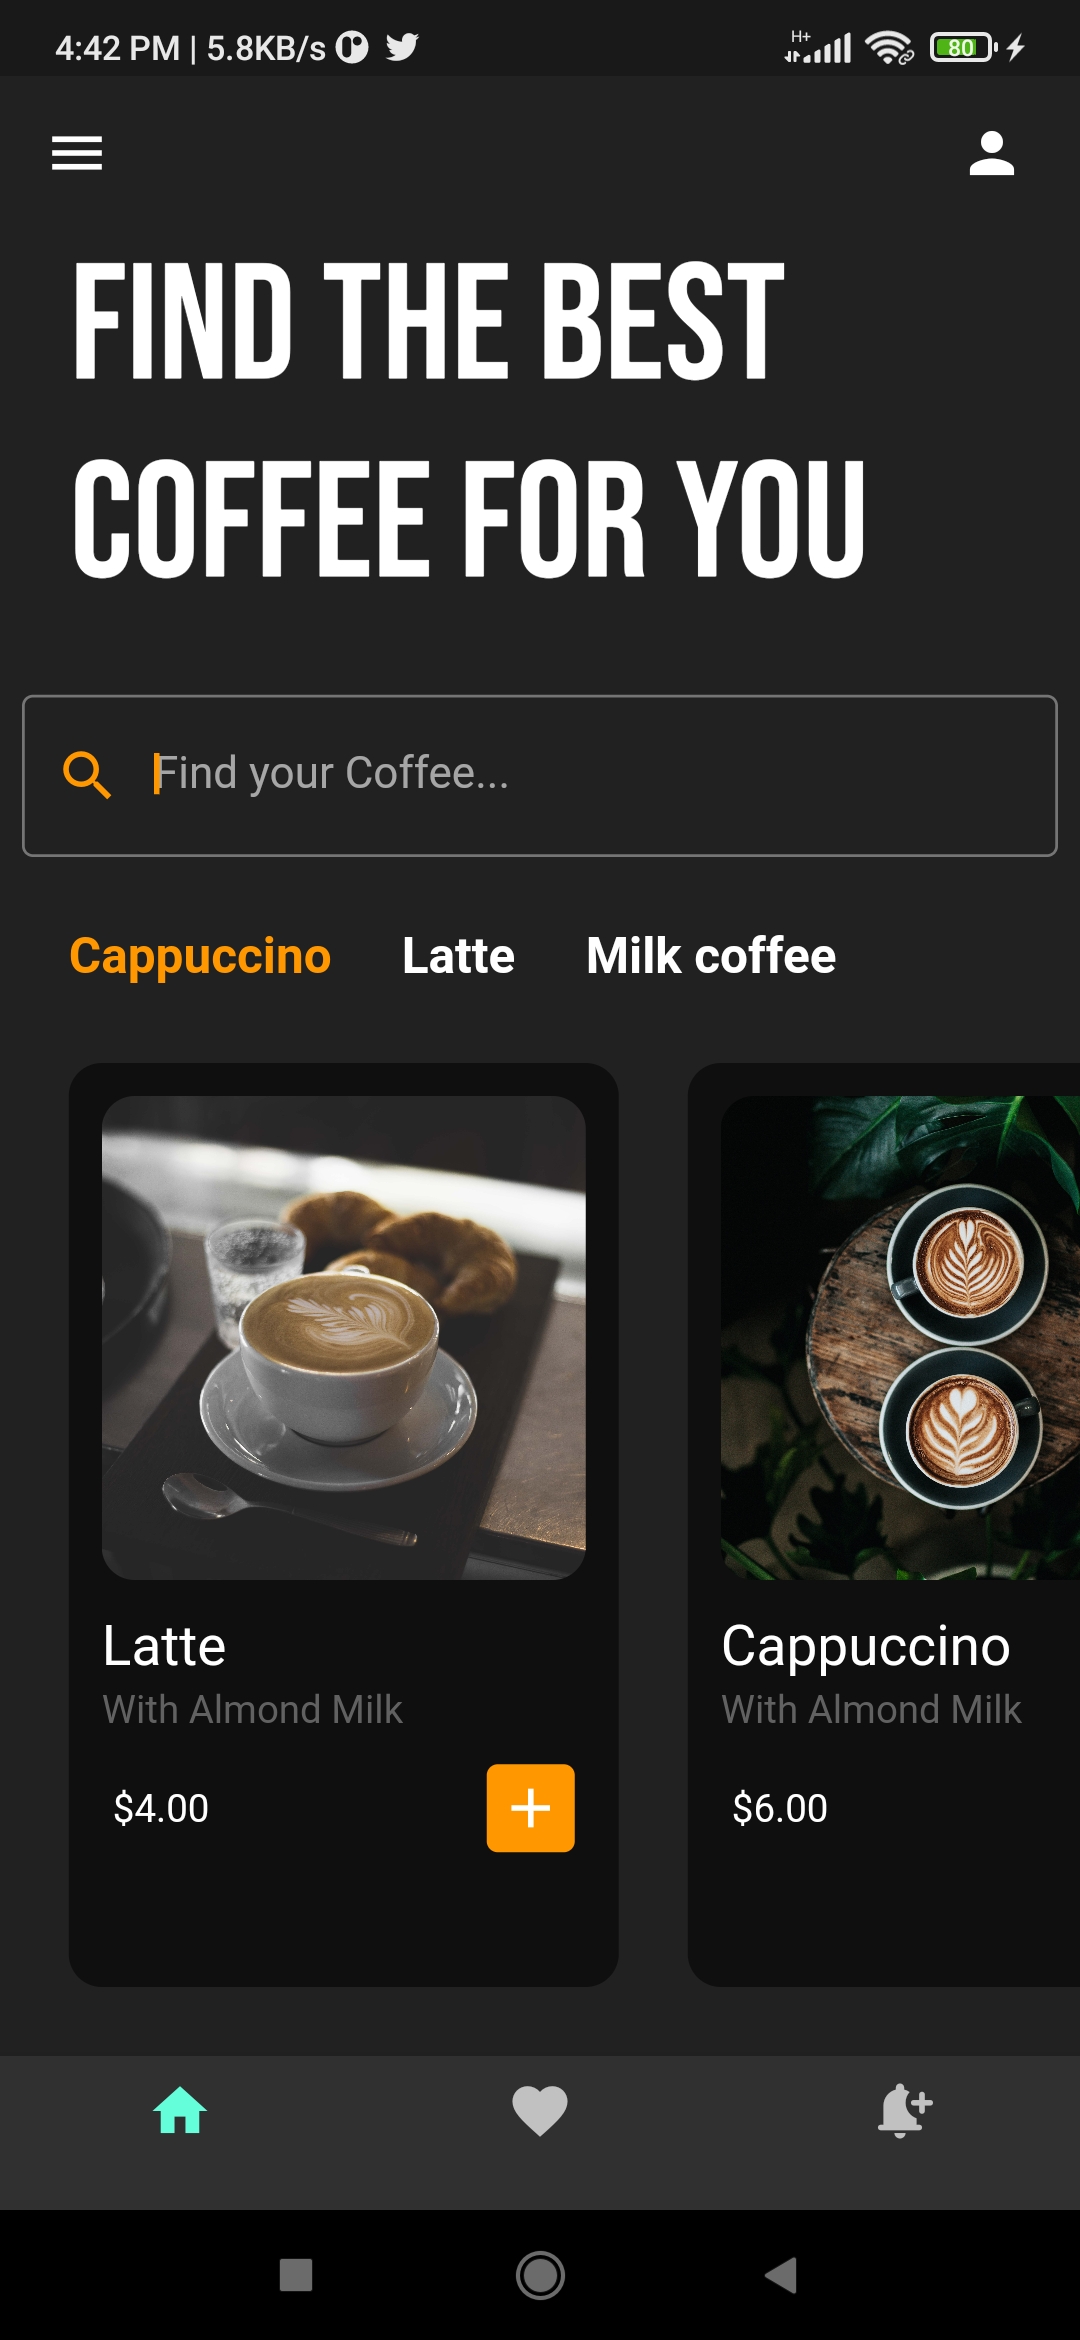 4:42 PM | 5.8KB/s
H+
80
FIND THE BEST
COFFEE FOR YOU
Find your Coffee...
Cappuccino Latte Milk coffee
Latte
With Almond Milk
$4.00
Cappuccino
With Almond Milk
$6.00